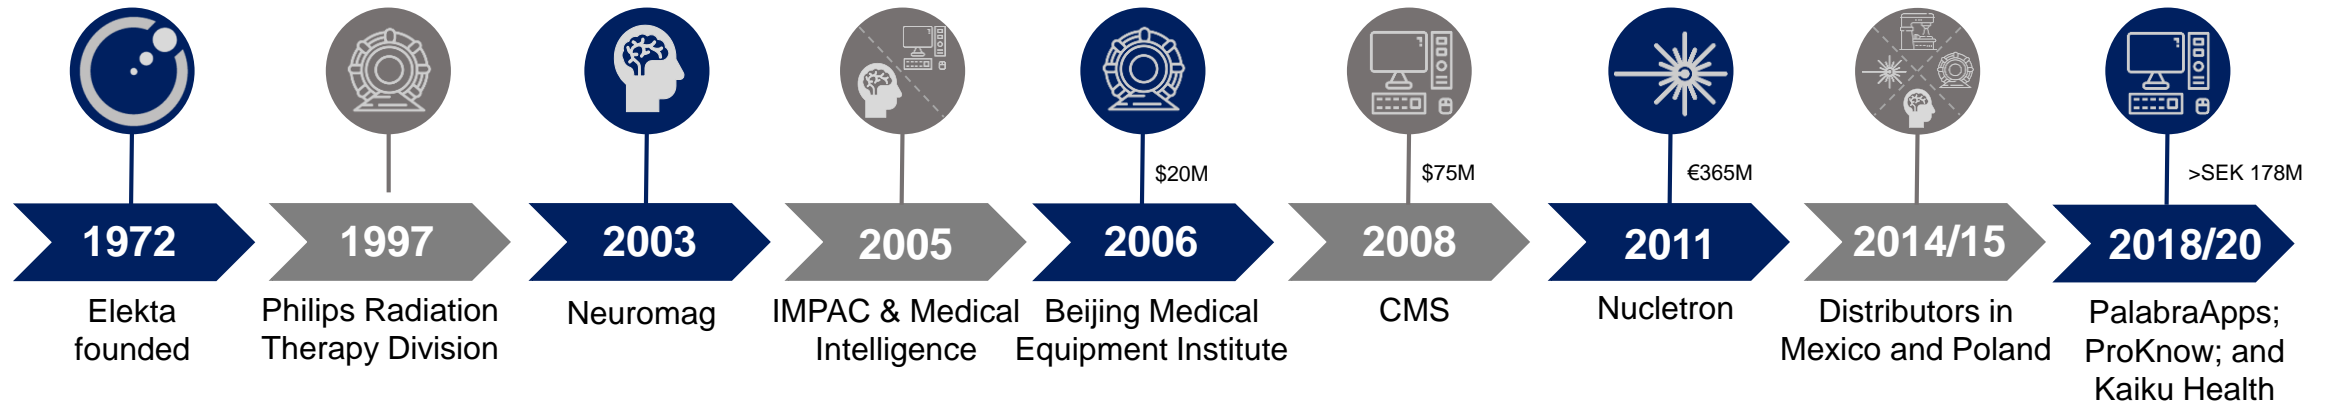 $20M
$75M
€365M
>SEK 178M
1972
1997
2003
2005
2006
2008
2011
2014/15
2018/20
Elekta
founded
Philips Radiation
Therapy Division
Neuromag
IMPAC & Medical
Intelligence
Beijing Medical
Equipment Institute
CMS
Nucletron
Distributors in
Mexico and Poland
PalabraApps;
ProKnow; and
Kaiku Health